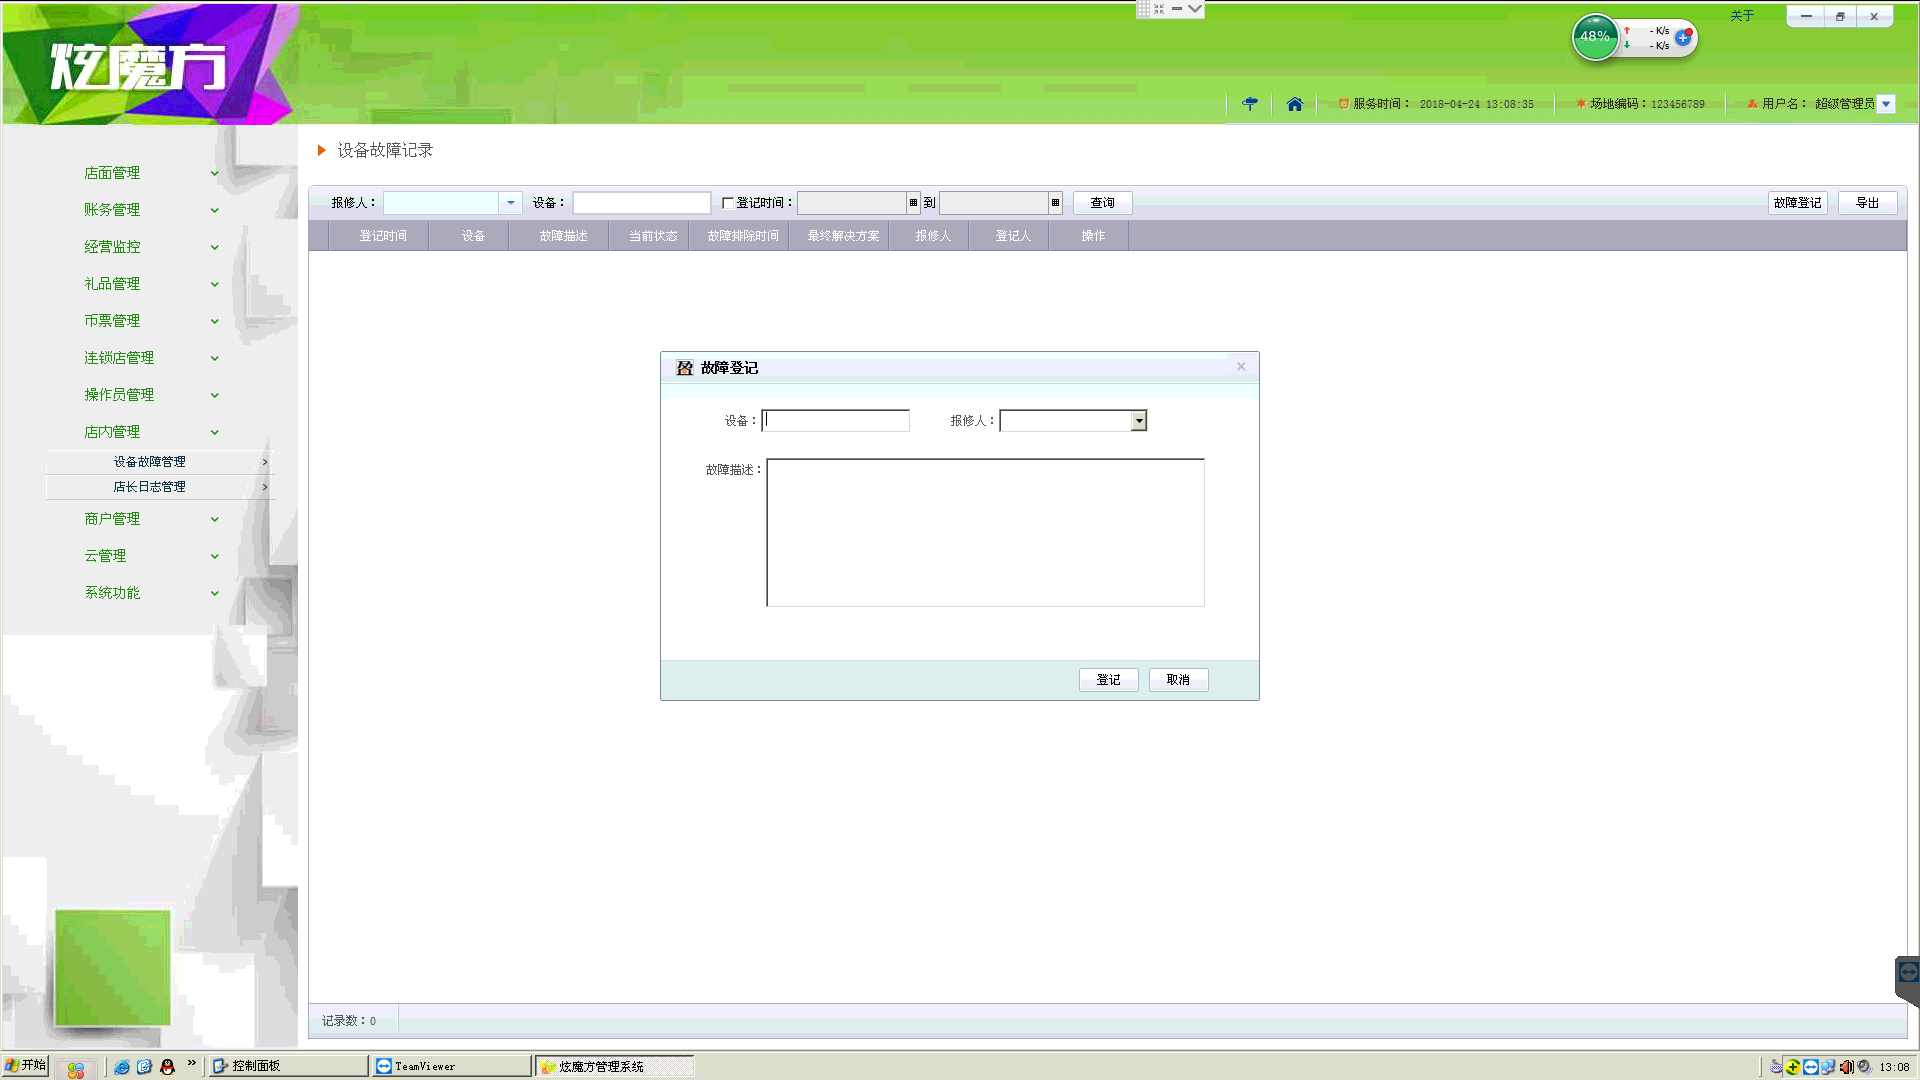 炫魔方
关于
48%
- K/s
- K/s
服务时间： 2018-04-24 13:08:35
场地编码：123456789
用户名： 超级管理员
店面管理
账务管理
经营监控
礼品管理
币票管理
连锁店管理
操作员管理
店内管理
设备故障管理
店长日志管理
商户管理
云管理
系统功能
设备故障记录
报修人： 设备： 登记时间： 到 查询 故障登记 导出
登记时间 设备 故障描述 当前状态 故障排除时间 最终解决方案 报修人 登记人 操作
故障登记
设备： 报修人：
故障描述：
登记 取消
记录数：0
开始 控制面板 TeamViewer 炫魔方管理系统 13:08